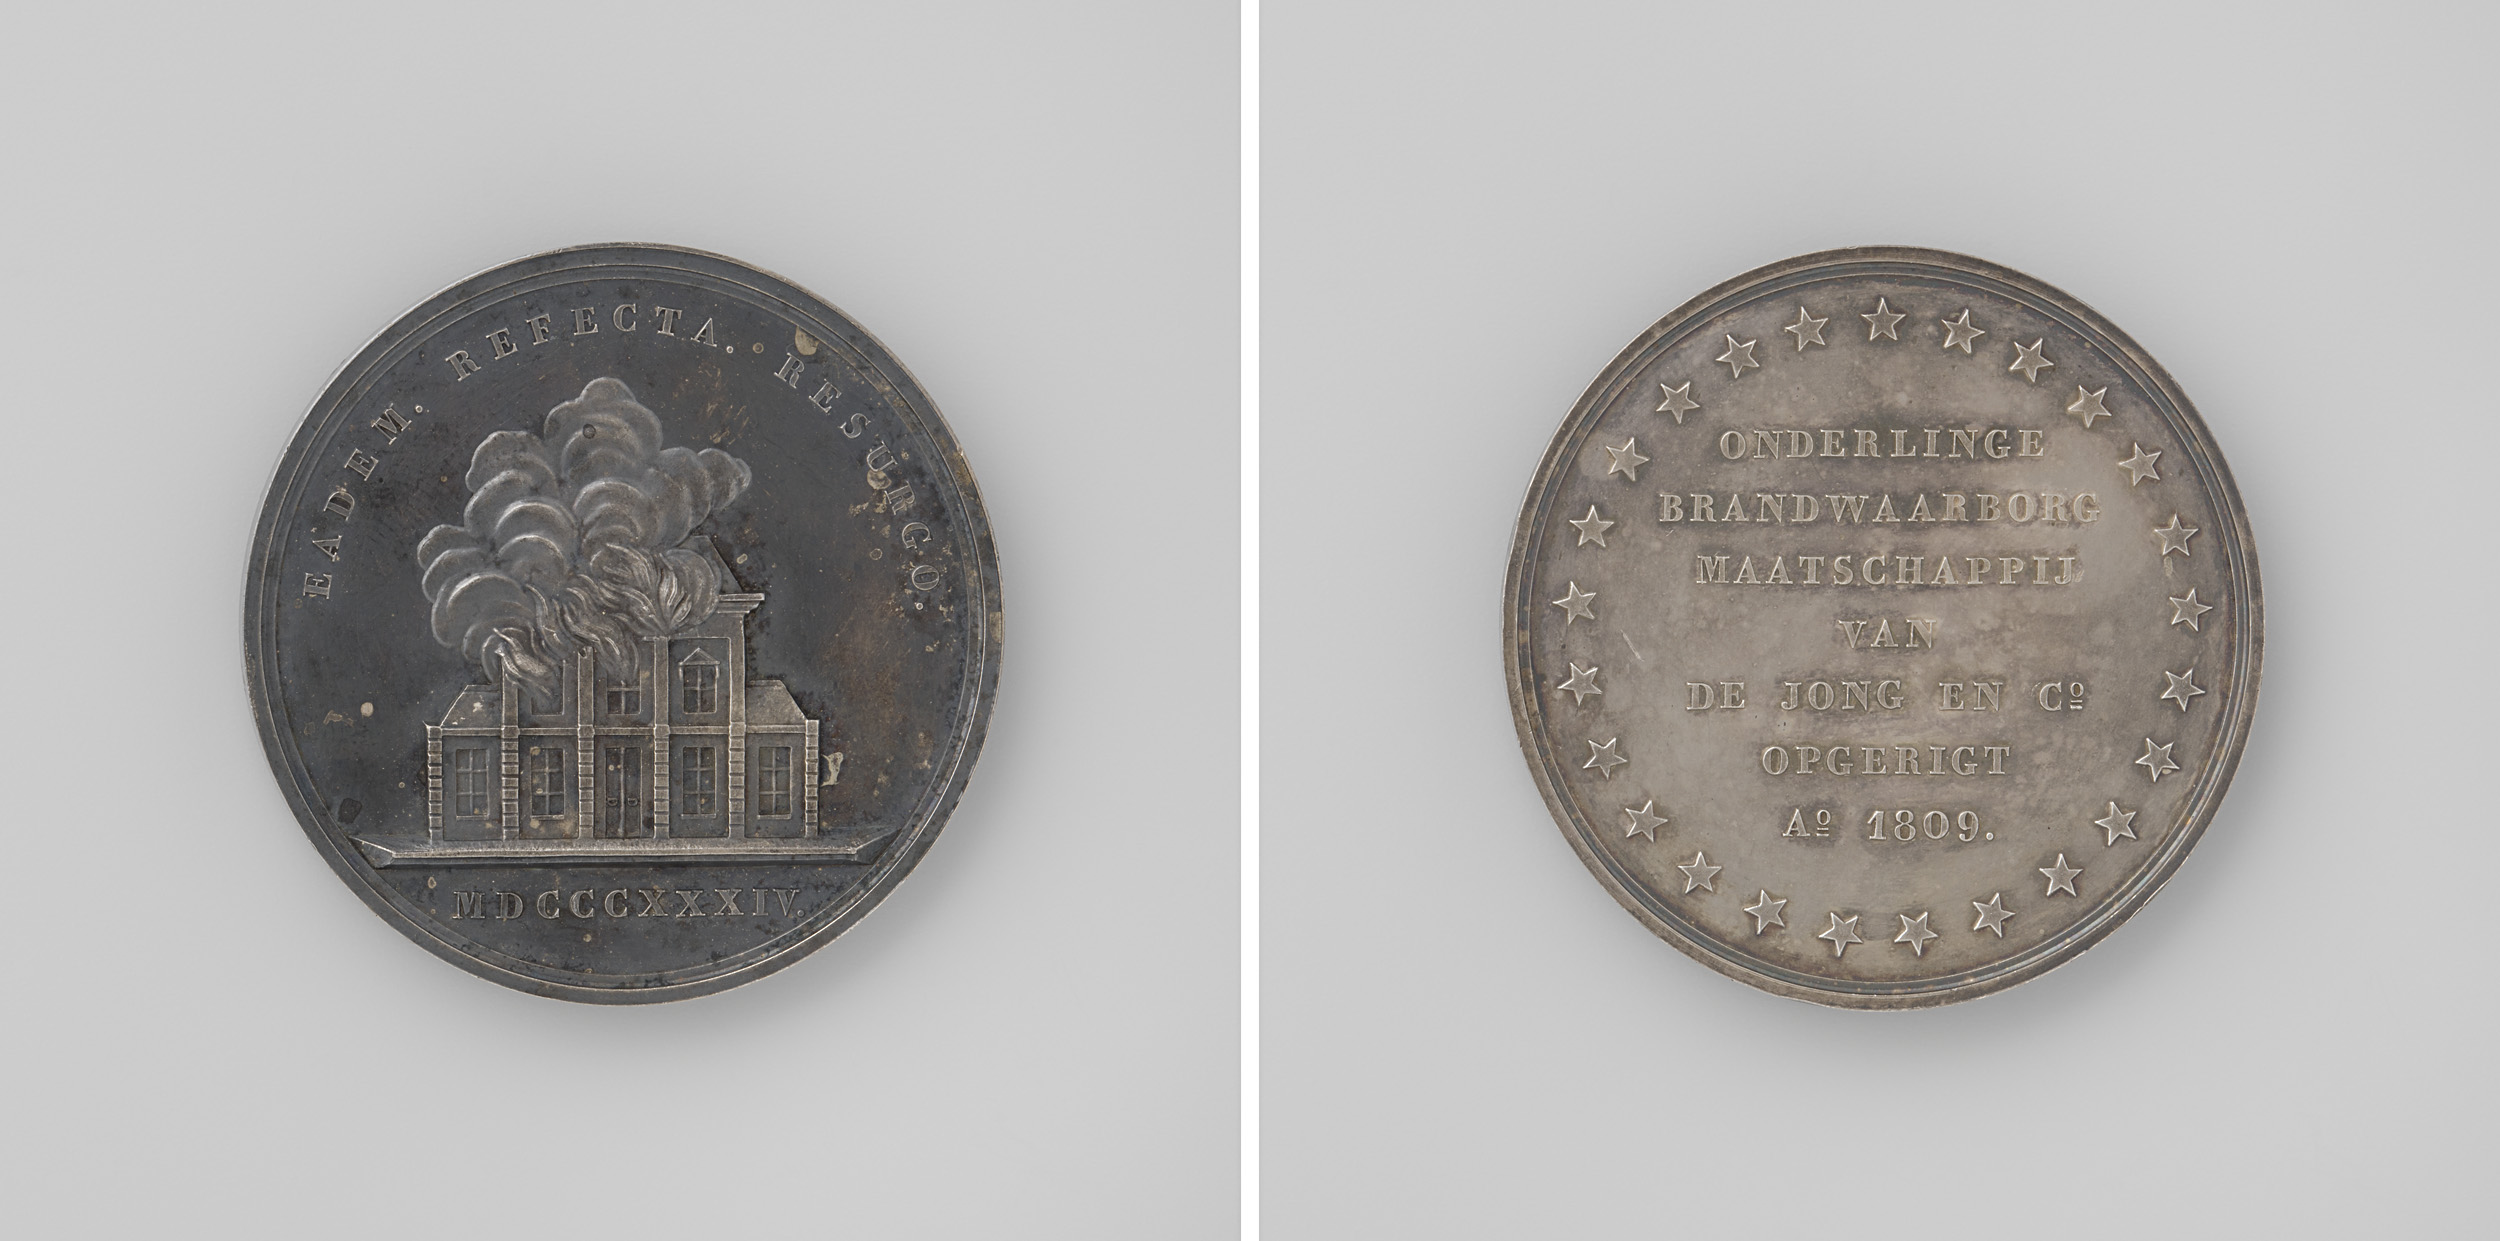 EADEM. REFECTA. RESURGO.
MDCCCXXXIV.
ONDERLINGE
BRANDWAARBORG
MAATSCHAPPIJ
VAN
DE JONG EN Cº
OPGERIGT
Aº 1809.